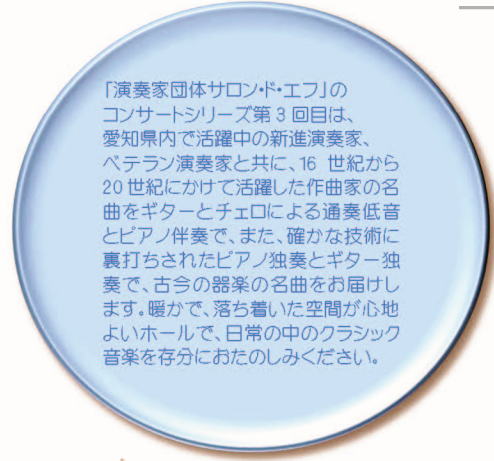 「演奏家団体サロン・ド・エフ」の
コンサートシリーズ第3回目は、
愛知県内で活躍中の新進演奏家、
ベテラン演奏家と共に、16 世紀から
20世紀にかけて活躍した作曲家の名
曲をギターとチェロによる通奏低音
とピアノ伴奏で、また、確かな技術に
裏打ちされたピアノ独奏とギター独
奏で、古今の器楽の名曲をお届けし
ます。暖かで、落ち着いた空間が心地
よいホールで、日常の中のクラシック
音楽を存分におたのしみください。